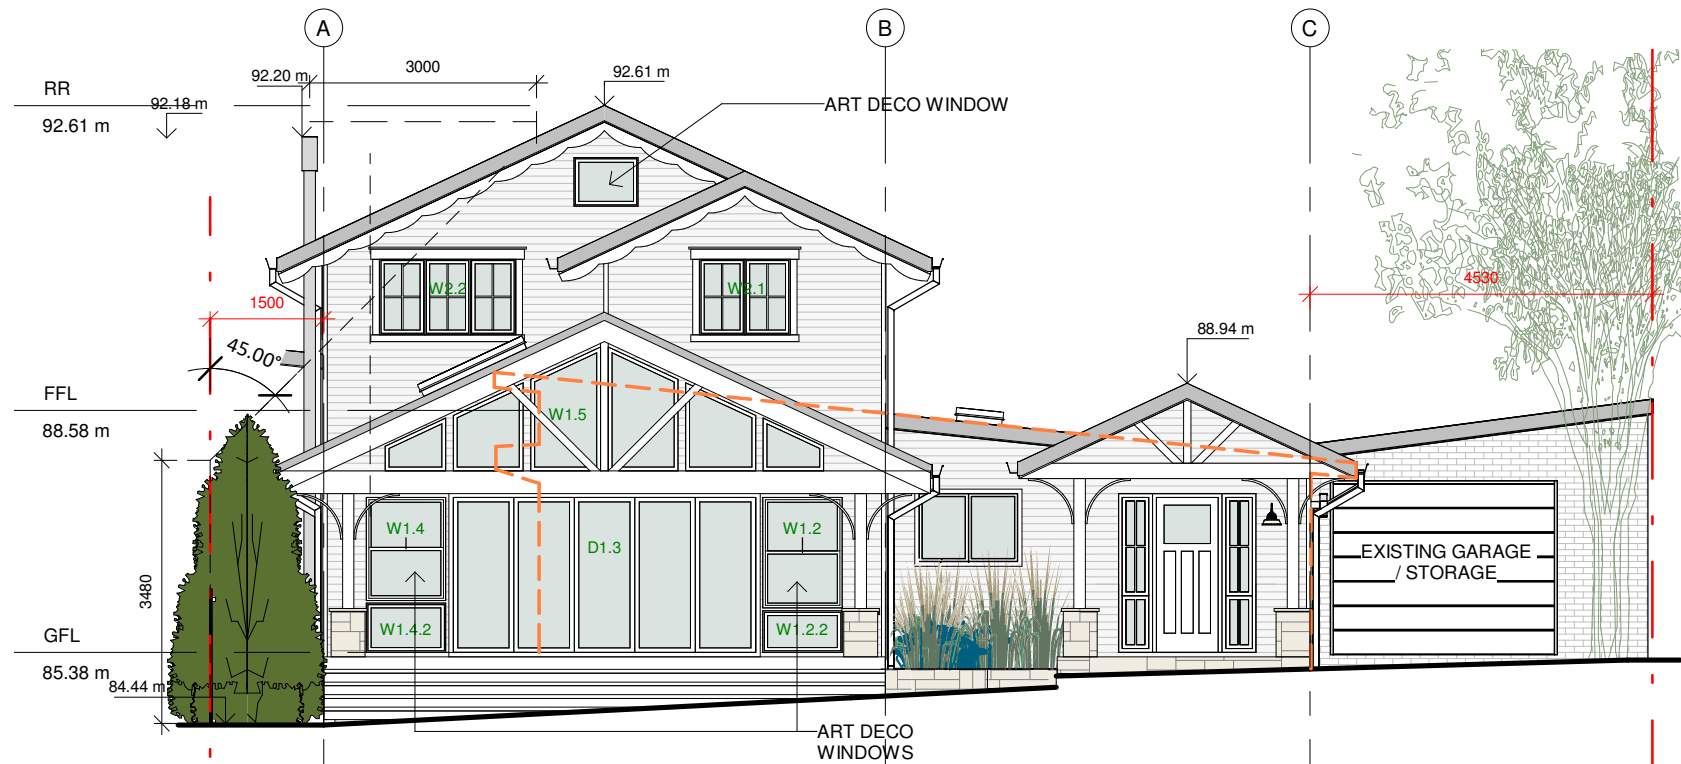 A
B
C
RR
92.61 m
92.18 m
92.20 m
3000
92.61 m
ART DECO WINDOW
W2.2
W2.1
1500
4530
45.00°
88.94 m
FFL
88.58 m
W1.5
3480
W1.4
D1.3
W1.2
EXISTING GARAGE
/ STORAGE
W1.4.2
W1.2.2
GFL
85.38 m
84.44 m
ART DECO
WINDOWS